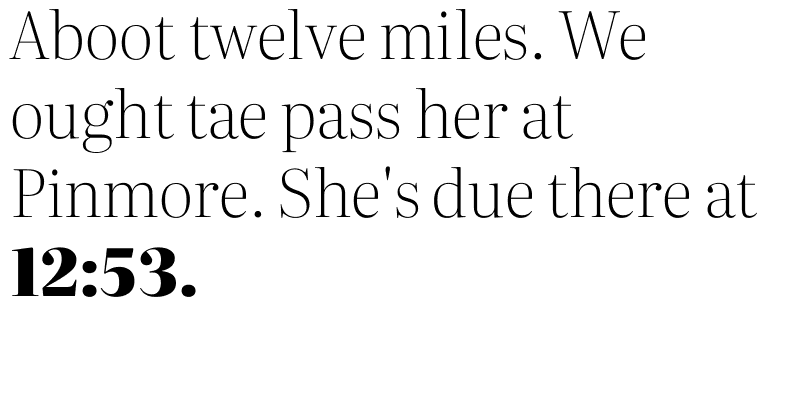 Aboot twelve miles. We
ought tae pass her at
Pinmore. She's due there at
12:53.